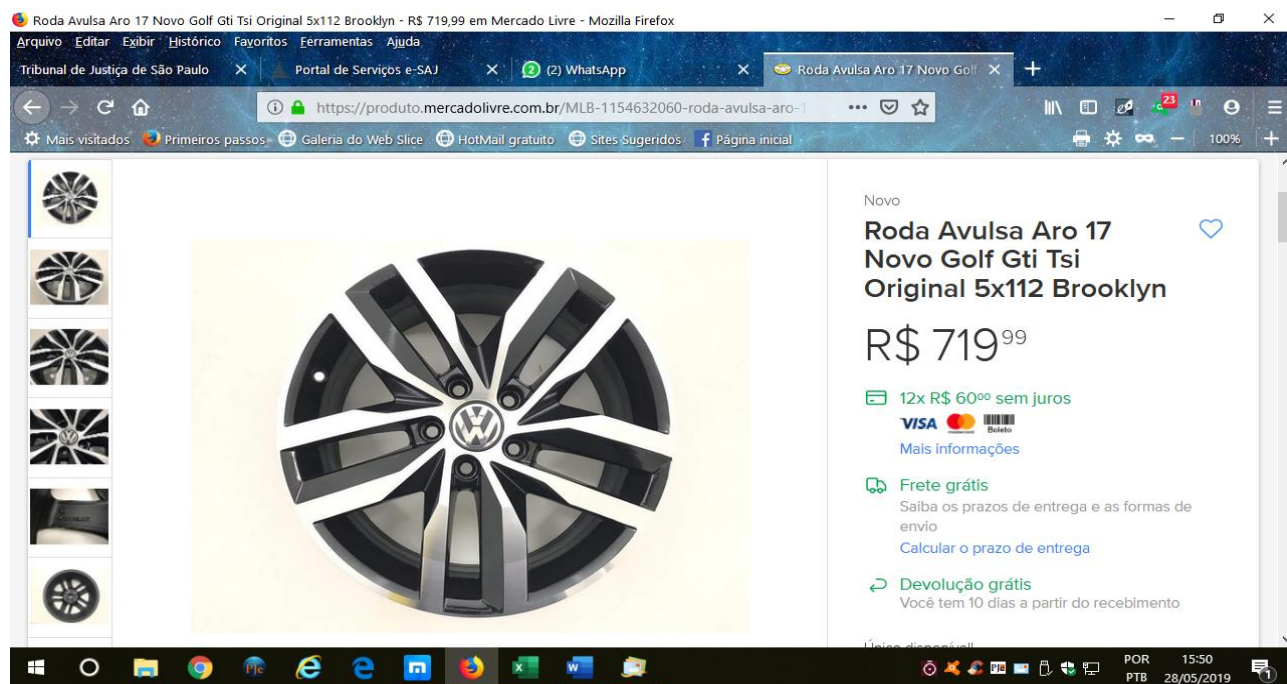 Roda Avulsa Aro 17 Novo Golf Gti Tsi Original 5x112 Brooklyn - R$ 719,99 em Mercado Livre - Mozilla Firefox
Arquivo Editar Exibir Histórico Favoritos Ferramentas Ajuda
Tribunal de Justiça de São Paulo
Portal de Serviços e-SAJ
(2) WhatsApp
Roda Avulsa Aro 17 Novo Golf
https://produto.mercadolivre.com.br/MLB-1154632060-roda-avulsa-aro-1
23
Mais visitados Primeiros passos Galeria do Web Slice HotMail gratuito Sites Sugeridos Página inicial
100%
Novo
Roda Avulsa Aro 17
Novo Golf Gti Tsi
Original 5x112 Brooklyn
R$ 719⁹⁹
12x R$ 60⁰⁰ sem juros
VISA Boleto
Mais informações
Frete grátis
Saiba os prazos de entrega e as formas de
envio
Calcular o prazo de entrega
Devolução grátis
Você tem 10 dias a partir do recebimento
Único disponível!
POR 15:50
PTB 28/05/2019